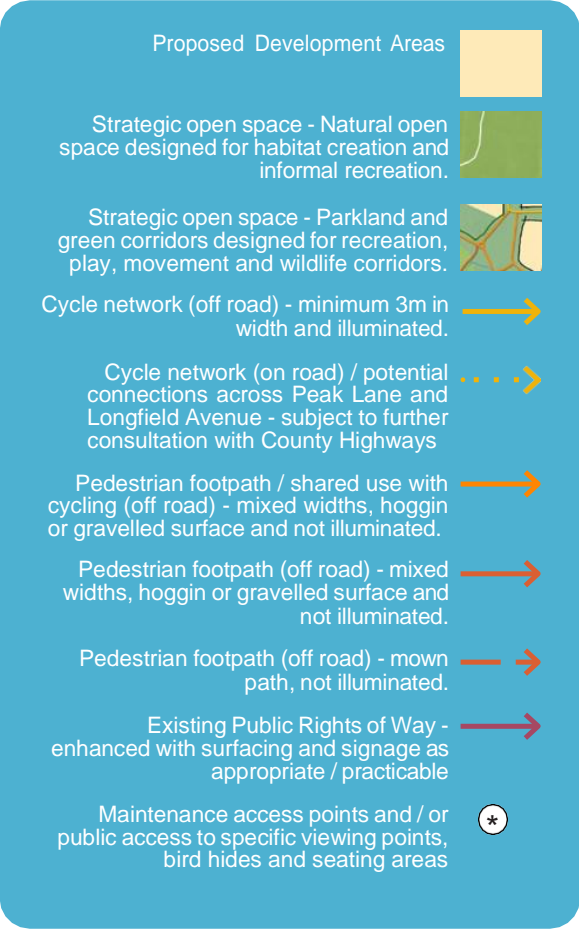 Proposed Development Areas
Strategic open space - Natural open
space designed for habitat creation and
informal recreation.
Strategic open space - Parkland and
green corridors designed for recreation,
play, movement and wildlife corridors.
Cycle network (off road) - minimum 3m in
width and illuminated.
Cycle network (on road) / potential
connections across Peak Lane and
Longfield Avenue - subject to further
consultation with County Highways
Pedestrian footpath / shared use with
cycling (off road) - mixed widths, hoggin
or gravelled surface and not illuminated.
Pedestrian footpath (off road) - mixed
widths, hoggin or gravelled surface and
not illuminated.
Pedestrian footpath (off road) - mown
path, not illuminated.
Existing Public Rights of Way -
enhanced with surfacing and signage as
appropriate / practicable
Maintenance access points and / or
public access to specific viewing points,
bird hides and seating areas
*